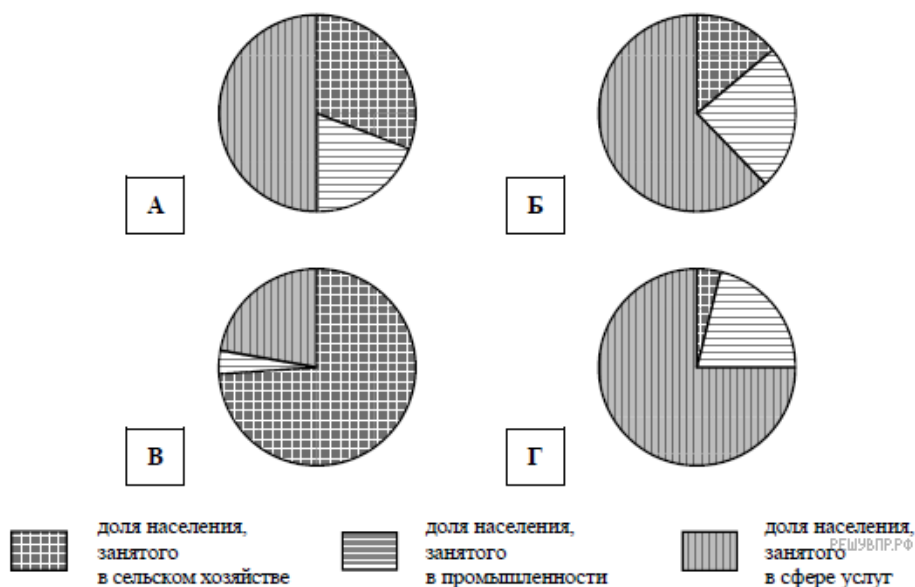 А
Б
В
Г
доля населения,
занятого
в сельском хозяйстве
доля населения,
занятого
в промышленности
доля населения,
занятого
в сфере услуг
РЕШУВПР.РФ